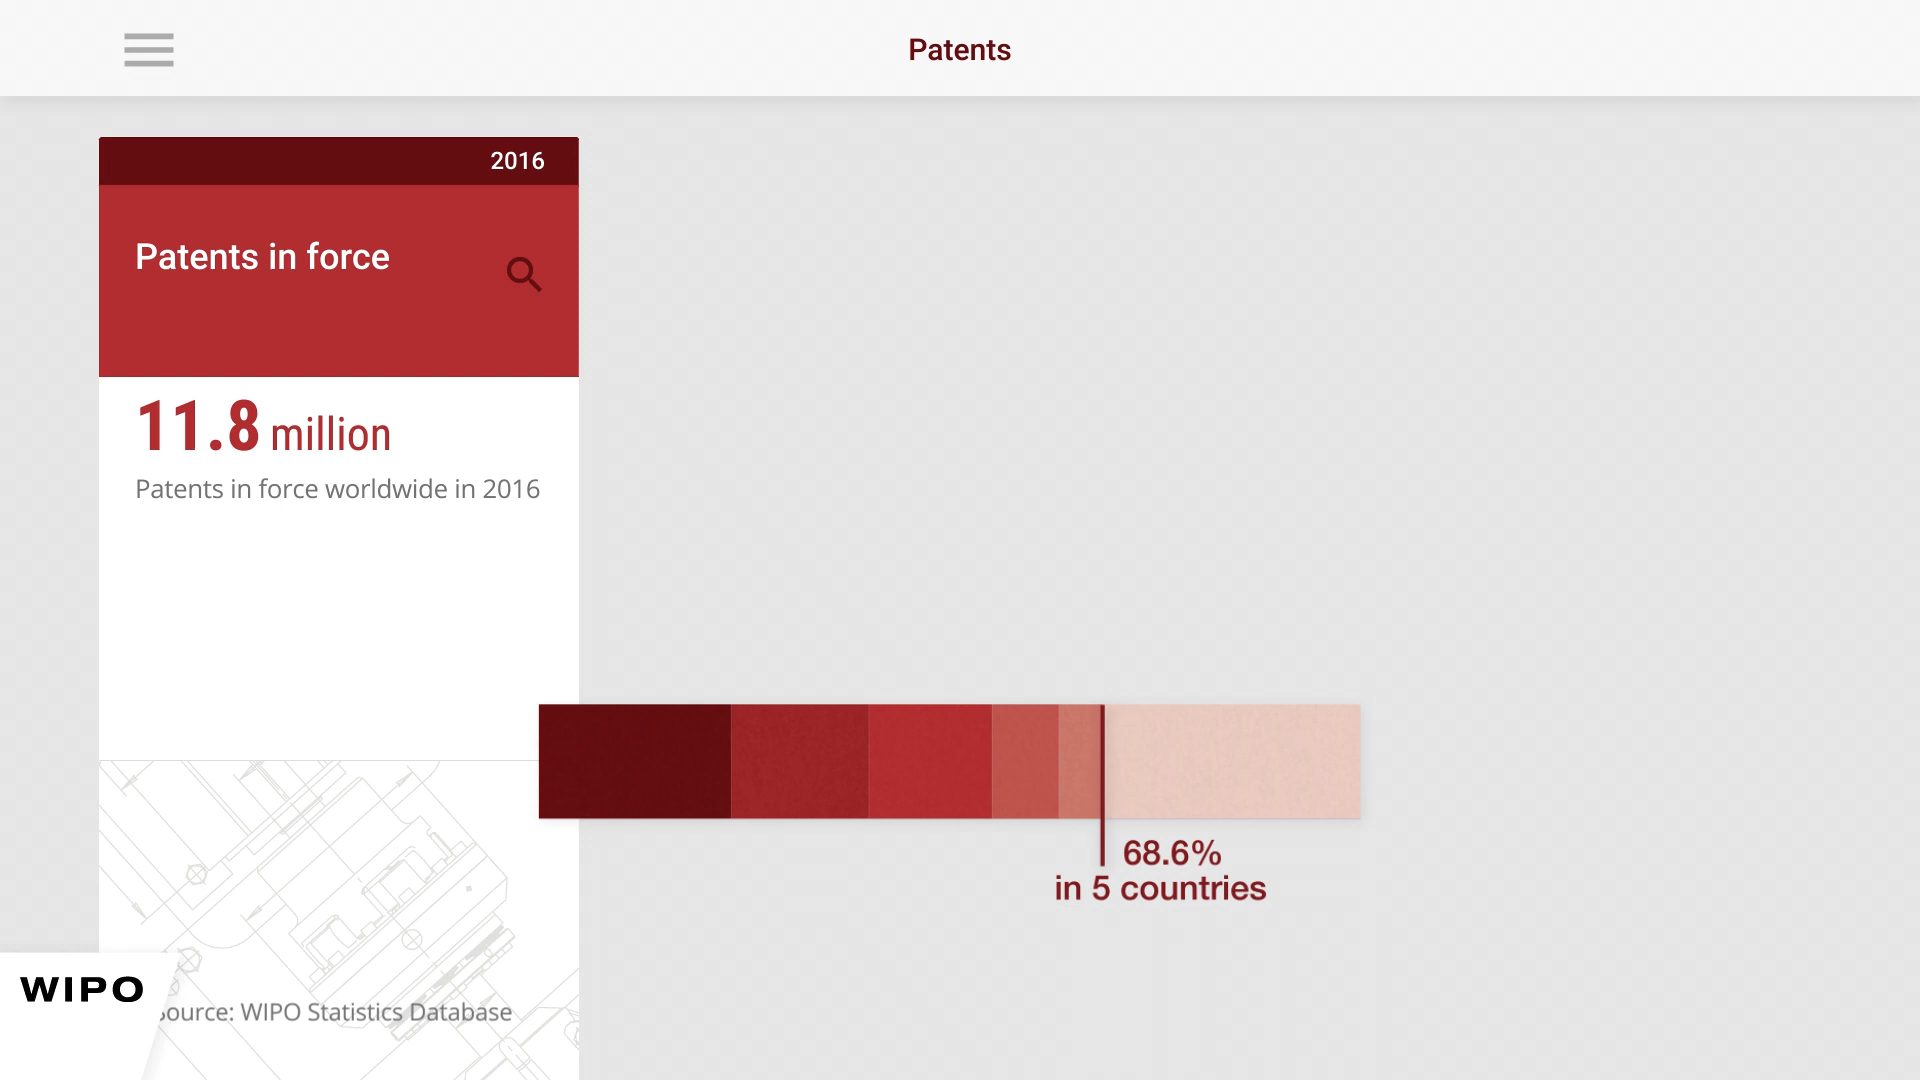 Patents
2016
Patents in force
11.8 million
Patents in force worldwide in 2016
68.6%
in 5 countries
WIPO
Source: WIPO Statistics Database